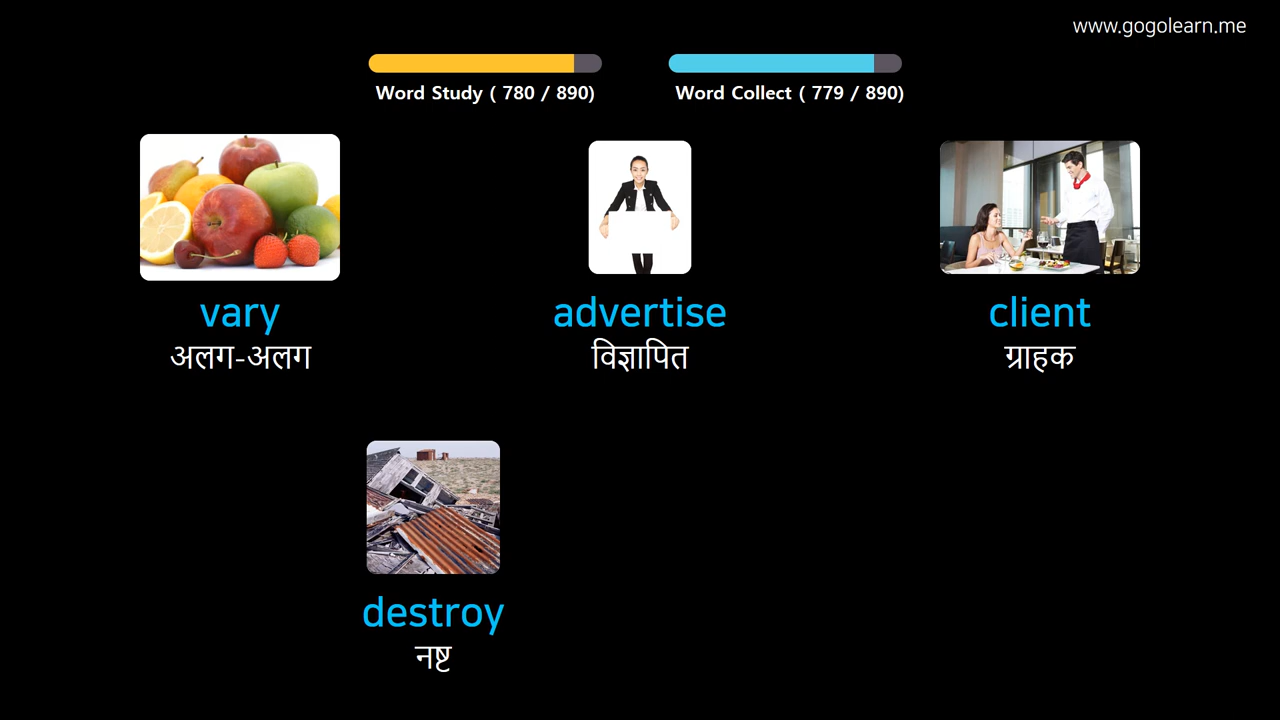 www.gogolearn.me
Word Study ( 780 / 890)
Word Collect ( 779 / 890)
vary
अलग-अलग
advertise
विज्ञापित
client
ग्राहक
destroy
नष्ट